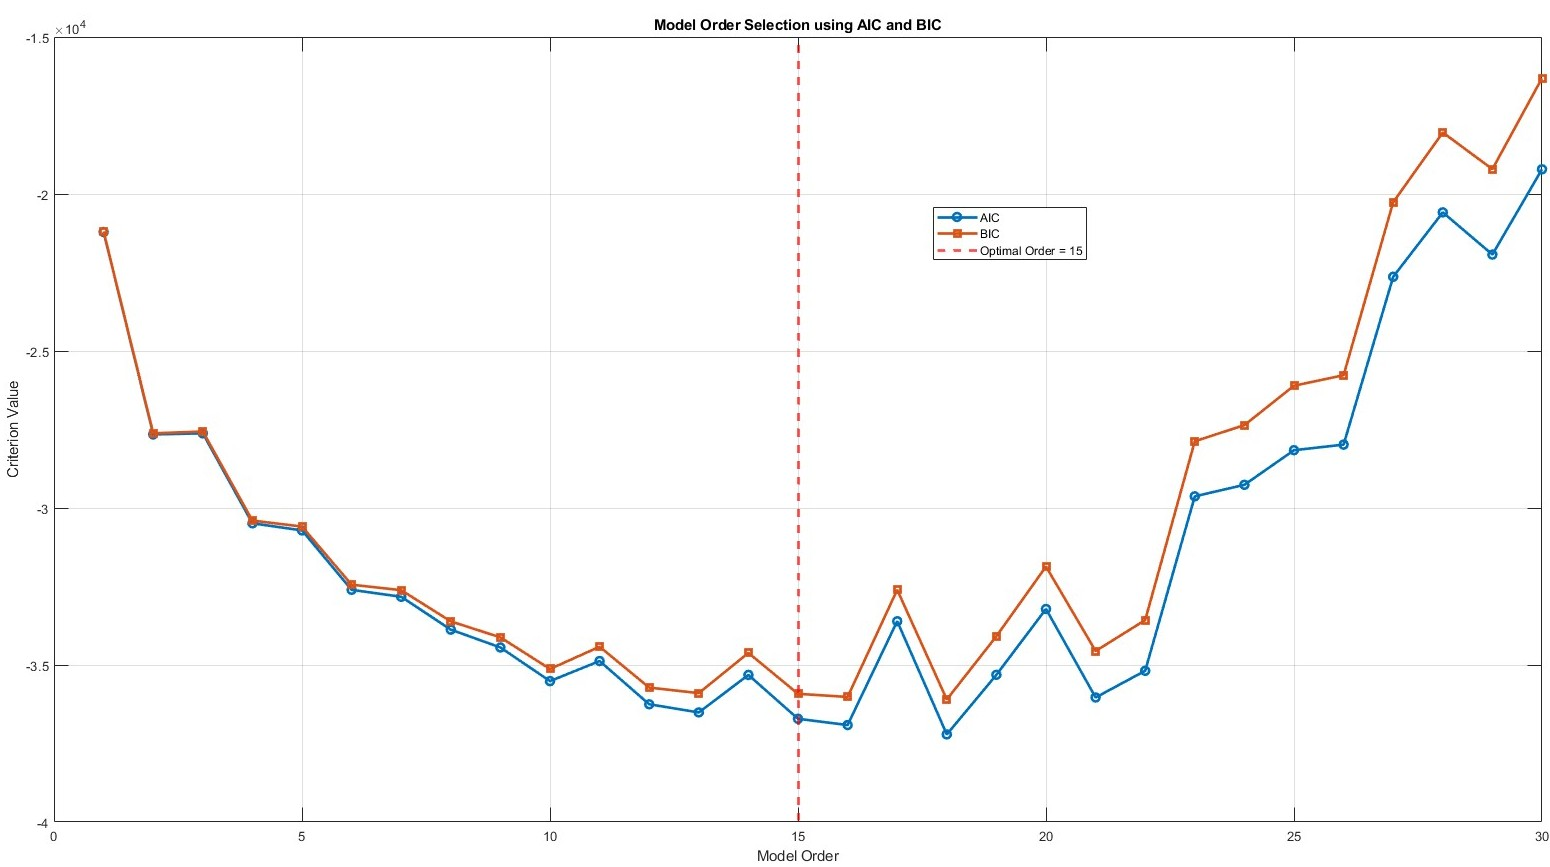 Model Order Selection using AIC and BIC
×10⁴
-1.5
-2
-2.5
-3
-3.5
-4
Criterion Value
AIC
BIC
Optimal Order = 15
0 5 10 15 20 25 30
Model Order